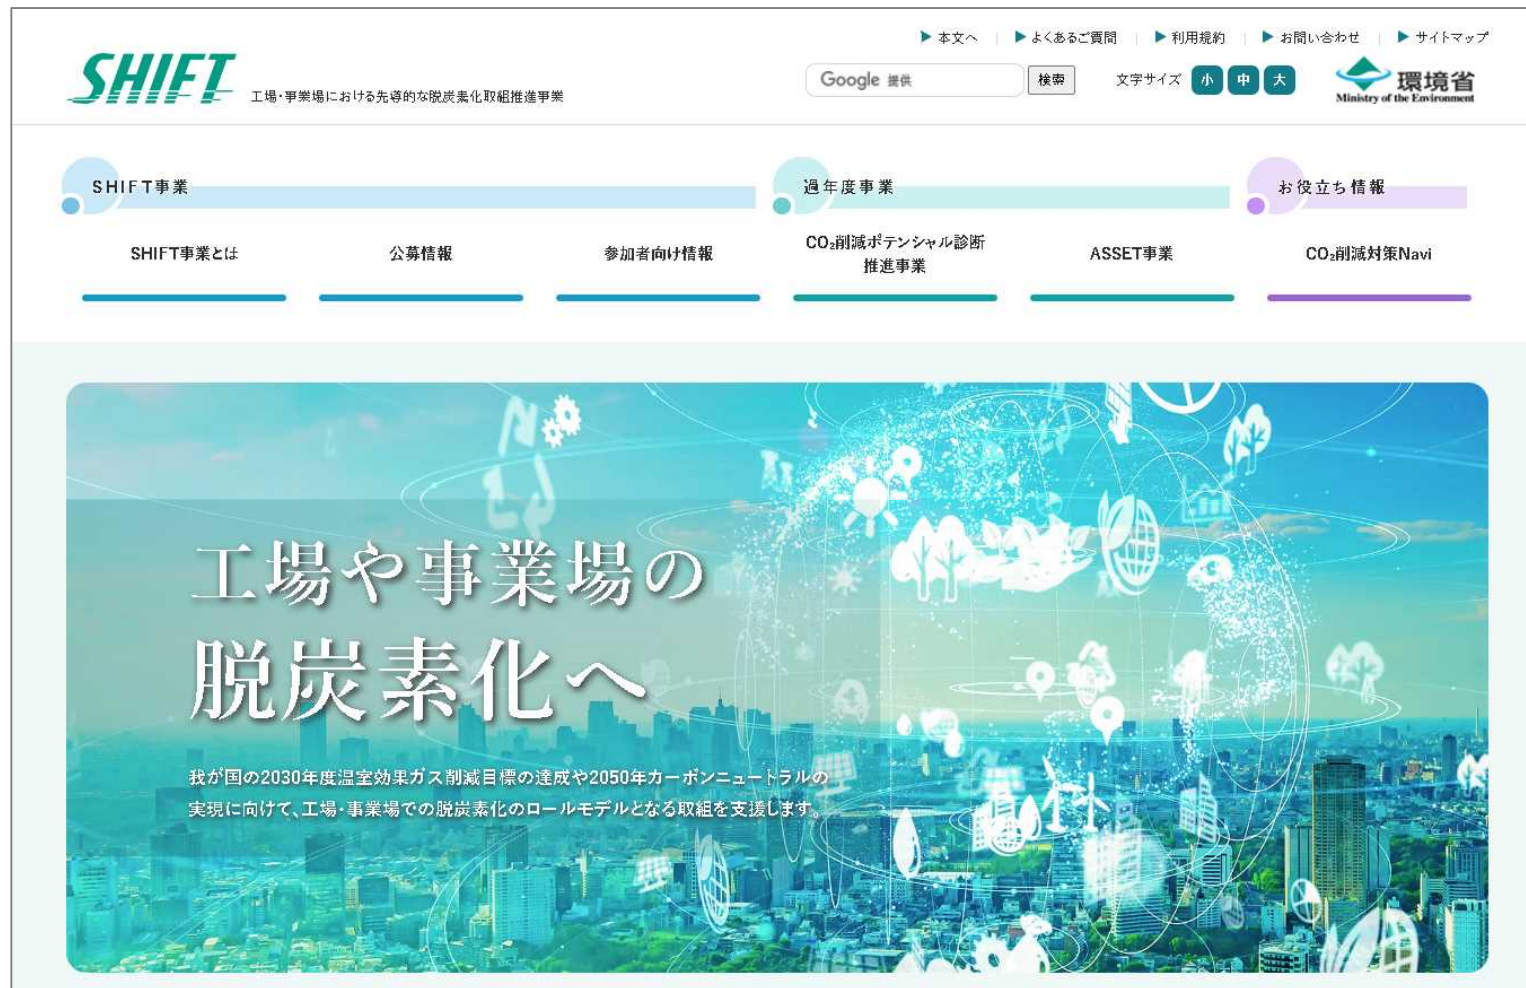 本文へ
よくあるご質問
利用規約
お問い合わせ
サイトマップ
SHIFT
工場・事業場における先導的な脱炭素化取組推進事業
Google 提供
検索
文字サイズ
小
中
大
環境省
Ministry of the Environment
SHIFT事業
過年度事業
お役立ち情報
SHIFT事業とは
公募情報
参加者向け情報
CO₂削減ポテンシャル診断
推進事業
ASSET事業
CO₂削減対策Navi
工場や事業場の
脱炭素化へ
我が国の2030年度温室効果ガス削減目標の達成や2050年カーボンニュートラルの
実現に向けて、工場・事業場での脱炭素化のロールモデルとなる取組を支援します。